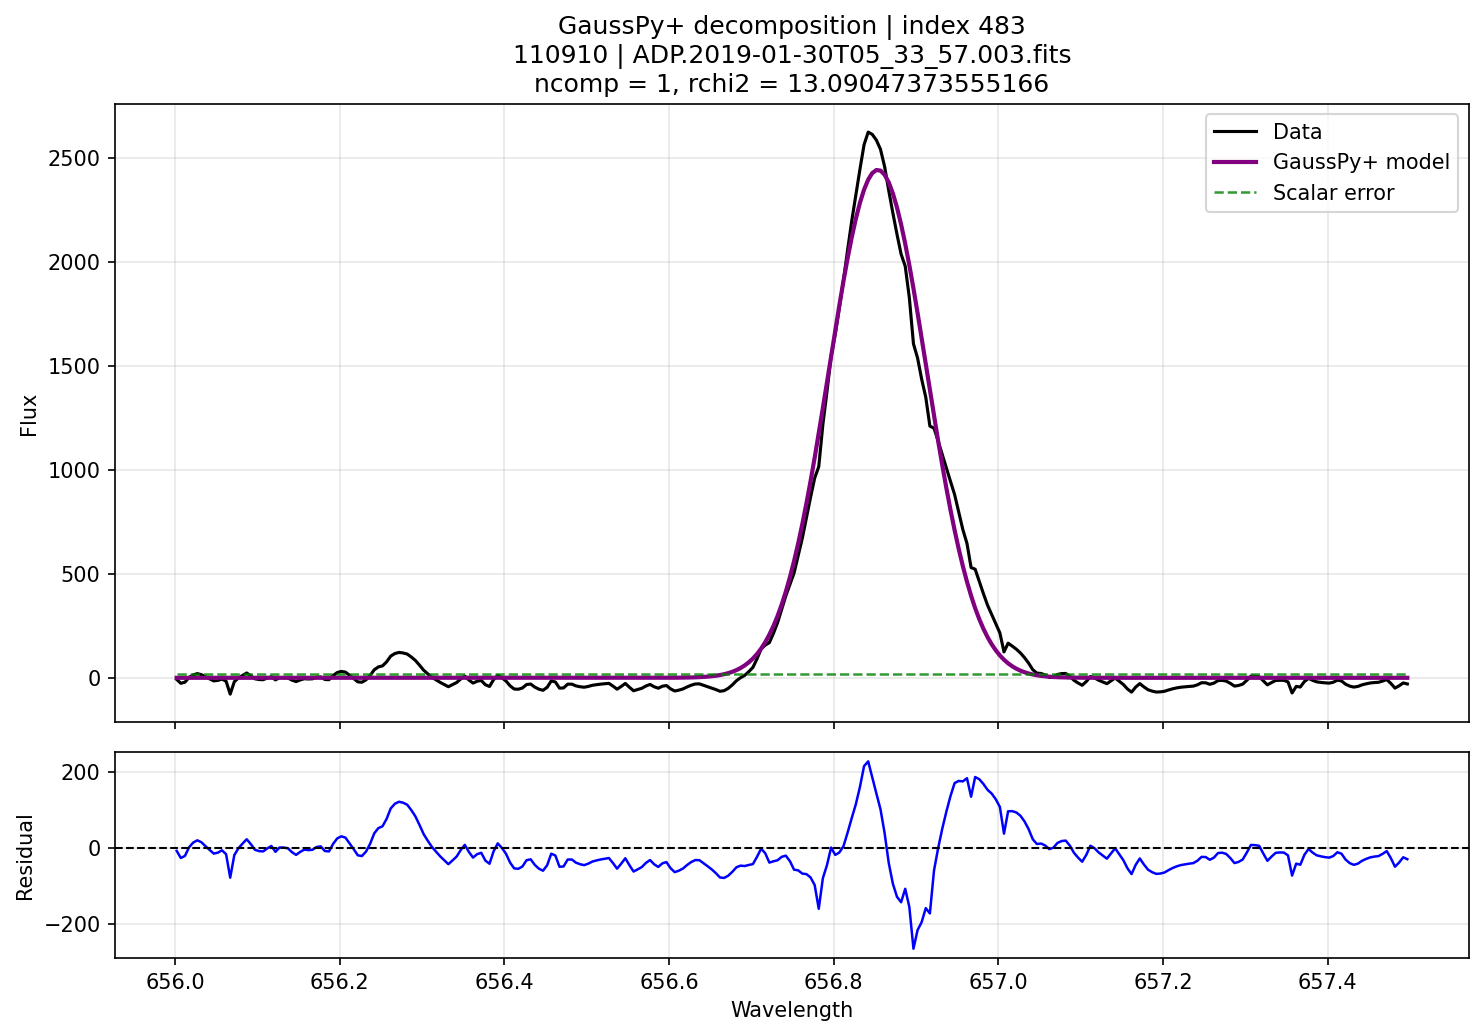 GaussPy+ decomposition | index 483
110910 | ADP.2019-01-30T05_33_57.003.fits
ncomp = 1, rchi2 = 13.09047373555166
Data
GaussPy+ model
Scalar error
Flux
2500
2000
1500
1000
500
0
Residual
200
0
−200
656.0 656.2 656.4 656.6 656.8 657.0 657.2 657.4
Wavelength